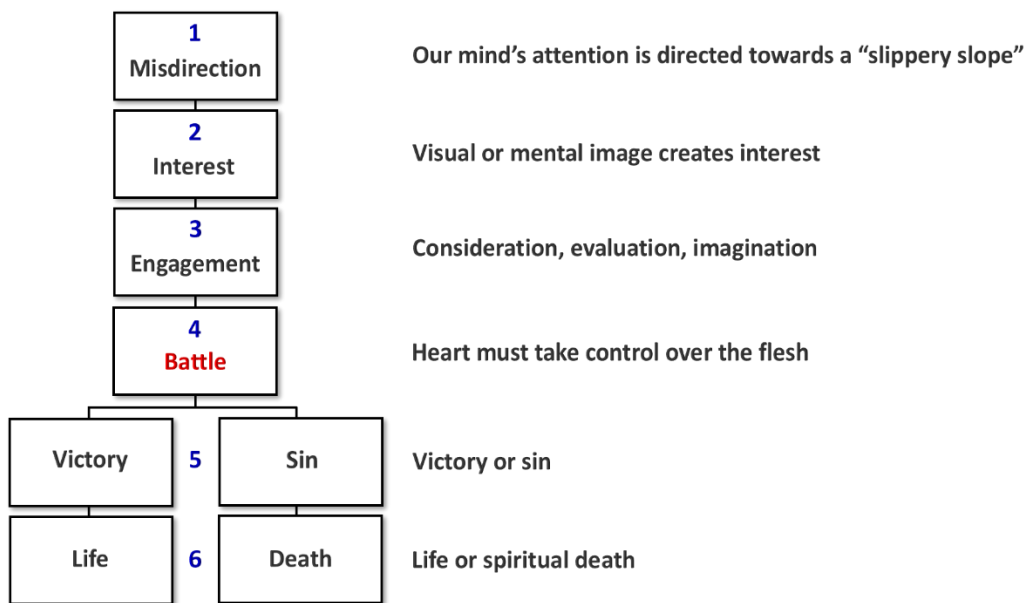 1
Misdirection
Our mind’s attention is directed towards a “slippery slope”
2
Interest
Visual or mental image creates interest
3
Engagement
Consideration, evaluation, imagination
4
Battle
Heart must take control over the flesh
Victory 5 Sin
Victory or sin
Life 6 Death
Life or spiritual death